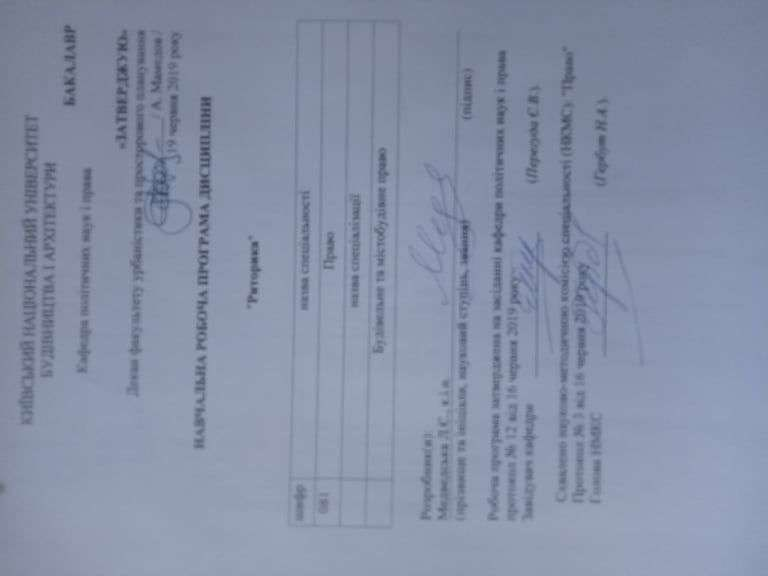 КИЇВСЬКИЙ НАЦІОНАЛЬНИЙ УНІВЕРСИТЕТ
БУДІВНИЦТВА І АРХІТЕКТУРИ
БАКАЛАВР
Кафедра політичних наук і права
«ЗАТВЕРДЖУЮ»
Декан факультету урбаністики та просторового планування
/ А. Мамедов /
19 червня 2019 року
НАВЧАЛЬНА РОБОЧА ПРОГРАМА ДИСЦИПЛІНИ
"Риторика"
шифр назва спеціальності
081 Право
назва спеціалізації
Будівельне та містобудівне право
Розробник(и):
Медведська Л.С., к.і.н.
(прізвище та ініціали, науковий ступінь, звання) (підпис)
Робоча програма затверджена на засіданні кафедри політичних наук і права
протокол № 12 від 16 червня 2019 року
Завідувач кафедри (Перегуда Є.В.).
Схвалено науково-методичною комісією спеціальності (НКМС): "Право"
Протокол № 3 від 16 червня 2019 року
Голова НМКС (Гербут Н.А.).